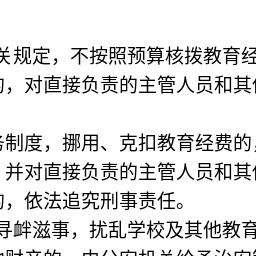 关规定，不按照预算核拨教育经
的，对直接负责的主管人员和其他
务制度，挪用、克扣教育经费的，
并对直接负责的主管人员和其
的，依法追究刑事责任。
寻衅滋事，扰乱学校及其他教育